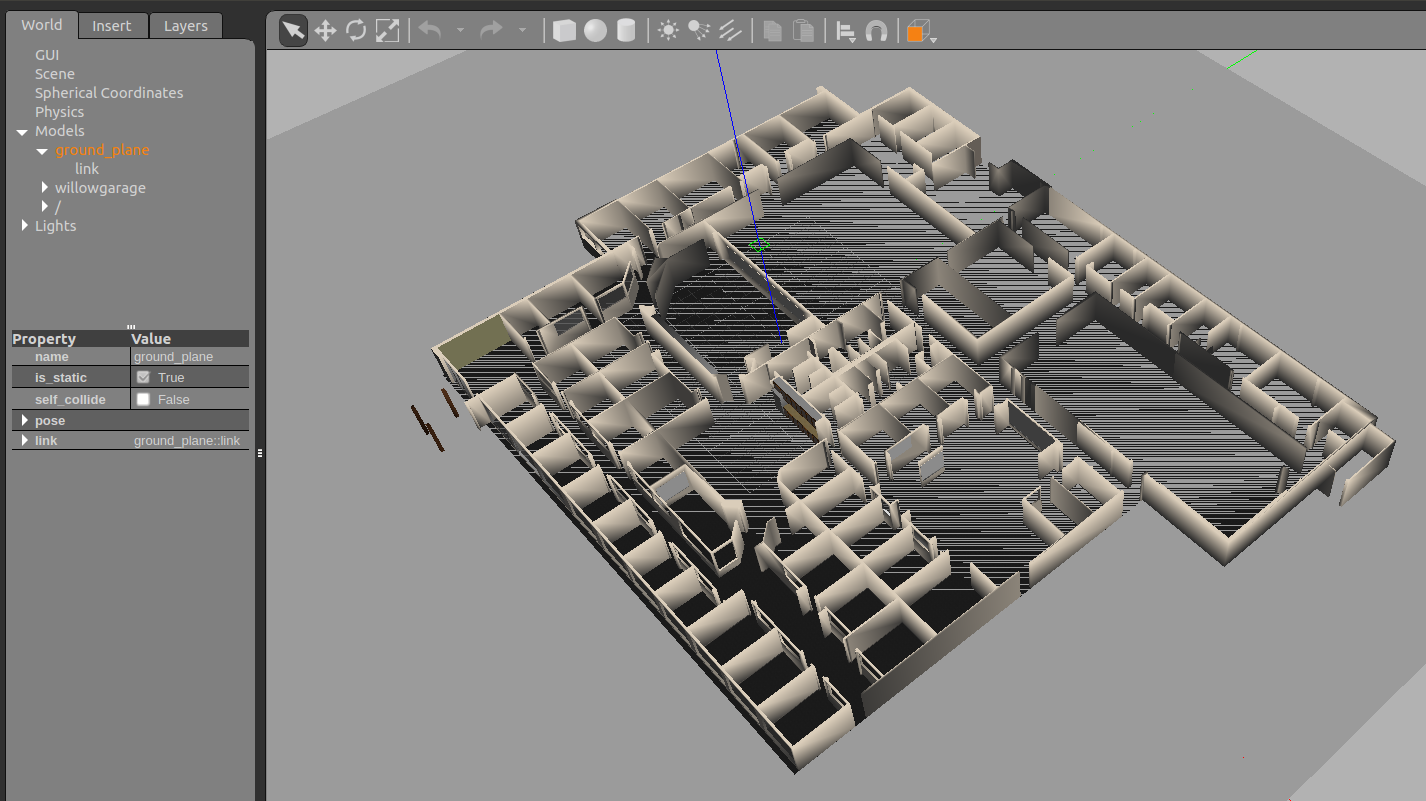 World Insert Layers
GUI
Scene
Spherical Coordinates
Physics
Models
ground_plane
link
willowgarage
/
Lights
Property Value
name ground_plane
is_static True
self_collide False
pose
link ground_plane::link